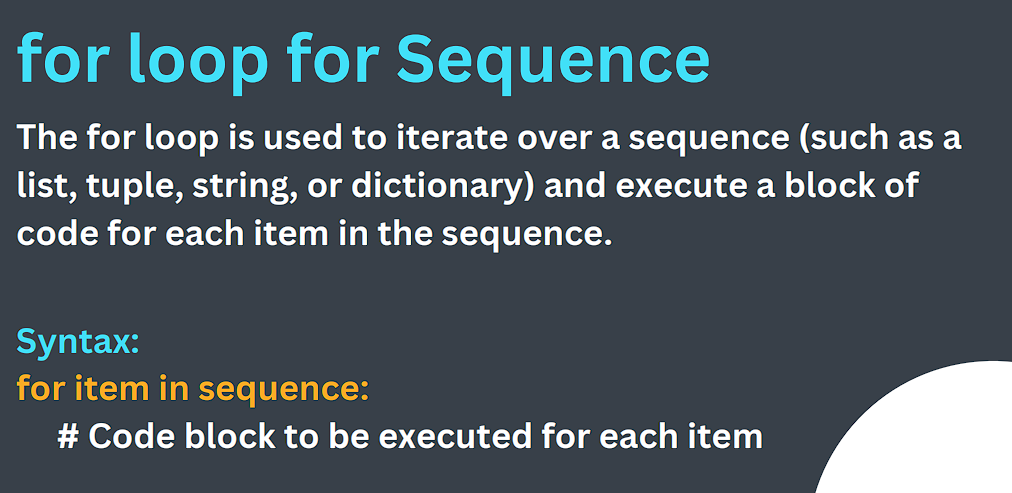 for loop for Sequence
The for loop is used to iterate over a sequence (such as a
list, tuple, string, or dictionary) and execute a block of
code for each item in the sequence.
Syntax:
for item in sequence:
# Code block to be executed for each item